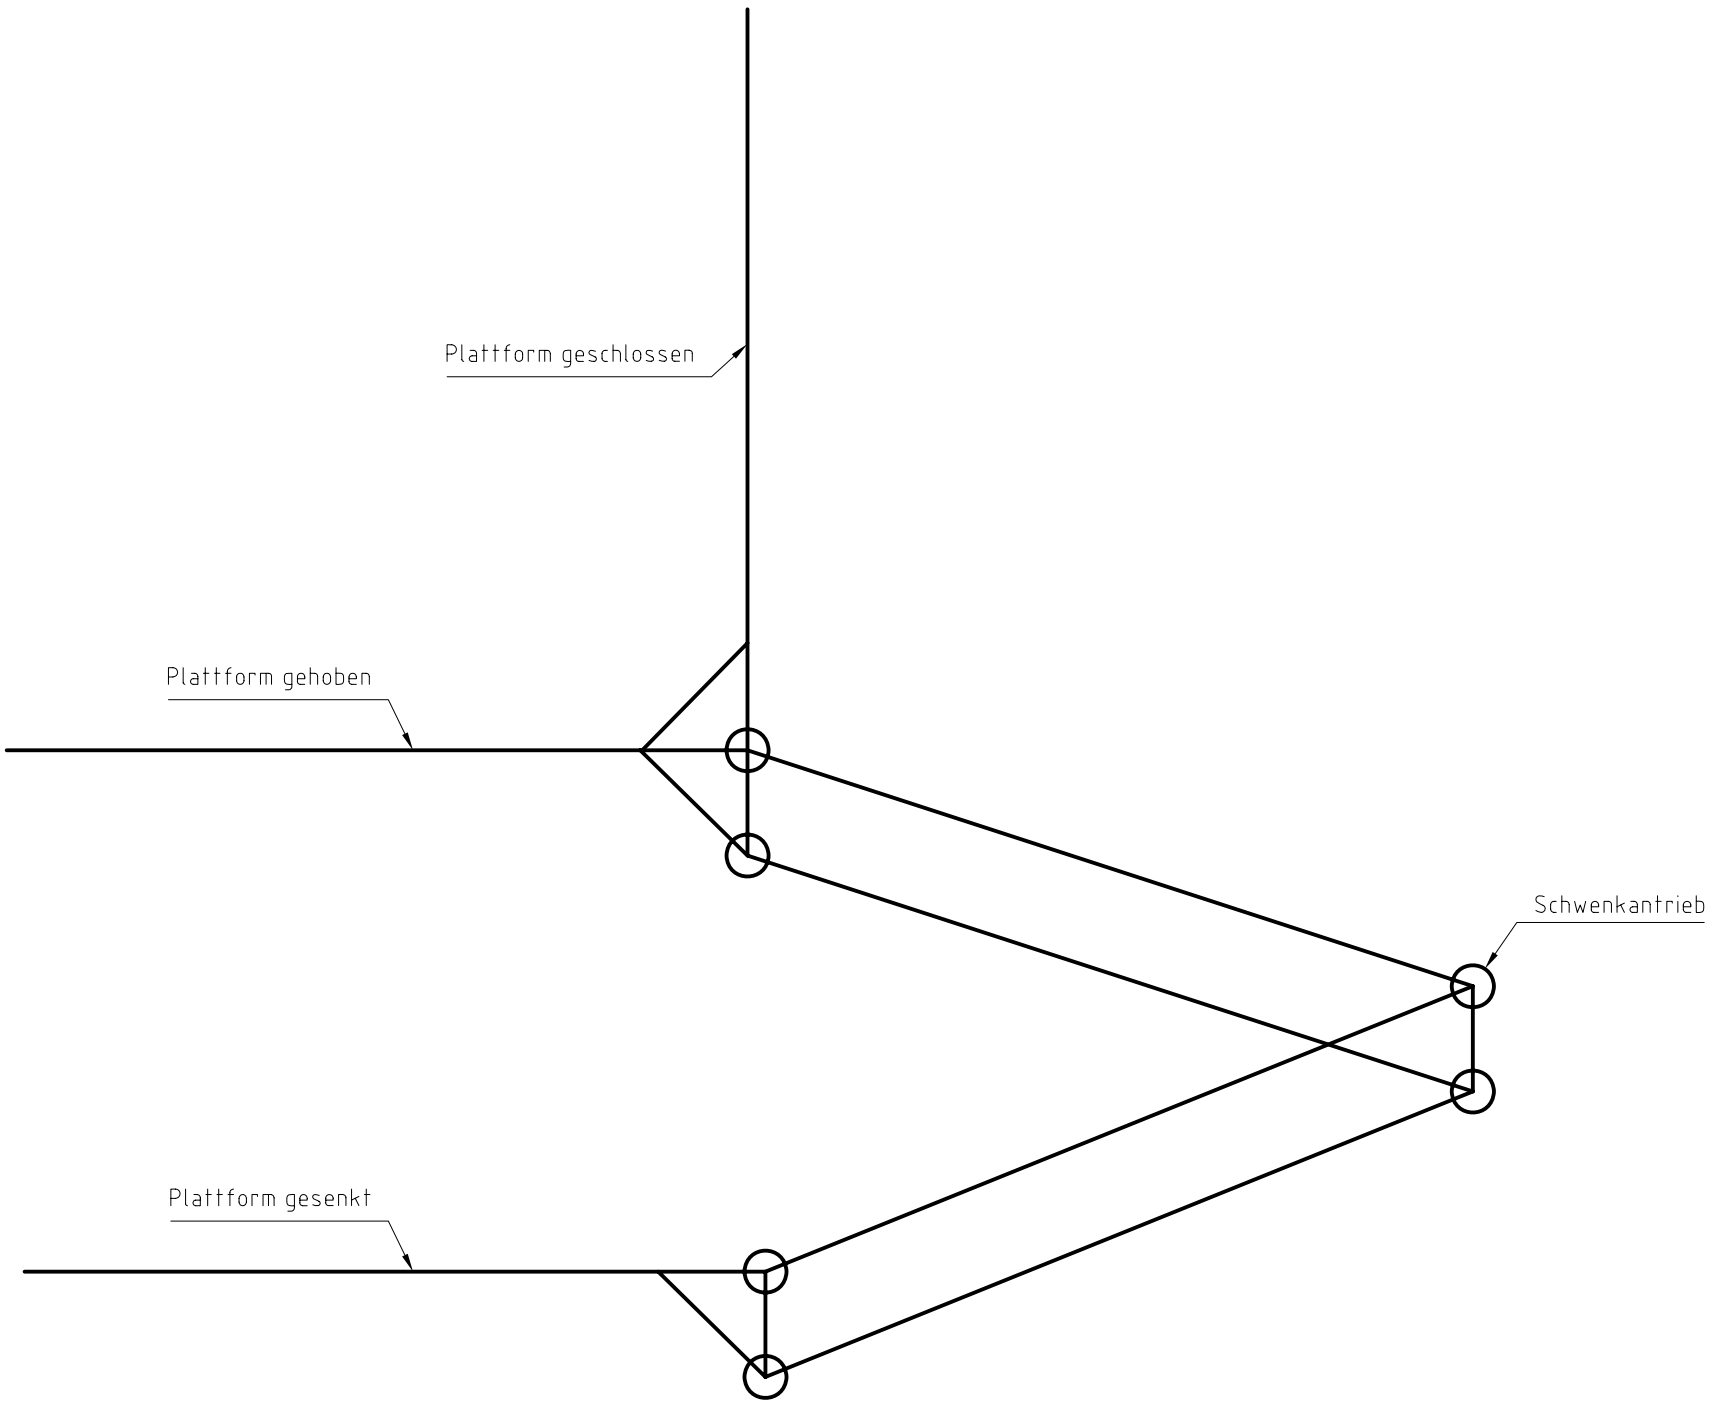 Plattform geschlossen
Plattform gehoben
Schwenkantrieb
Plattform gesenkt